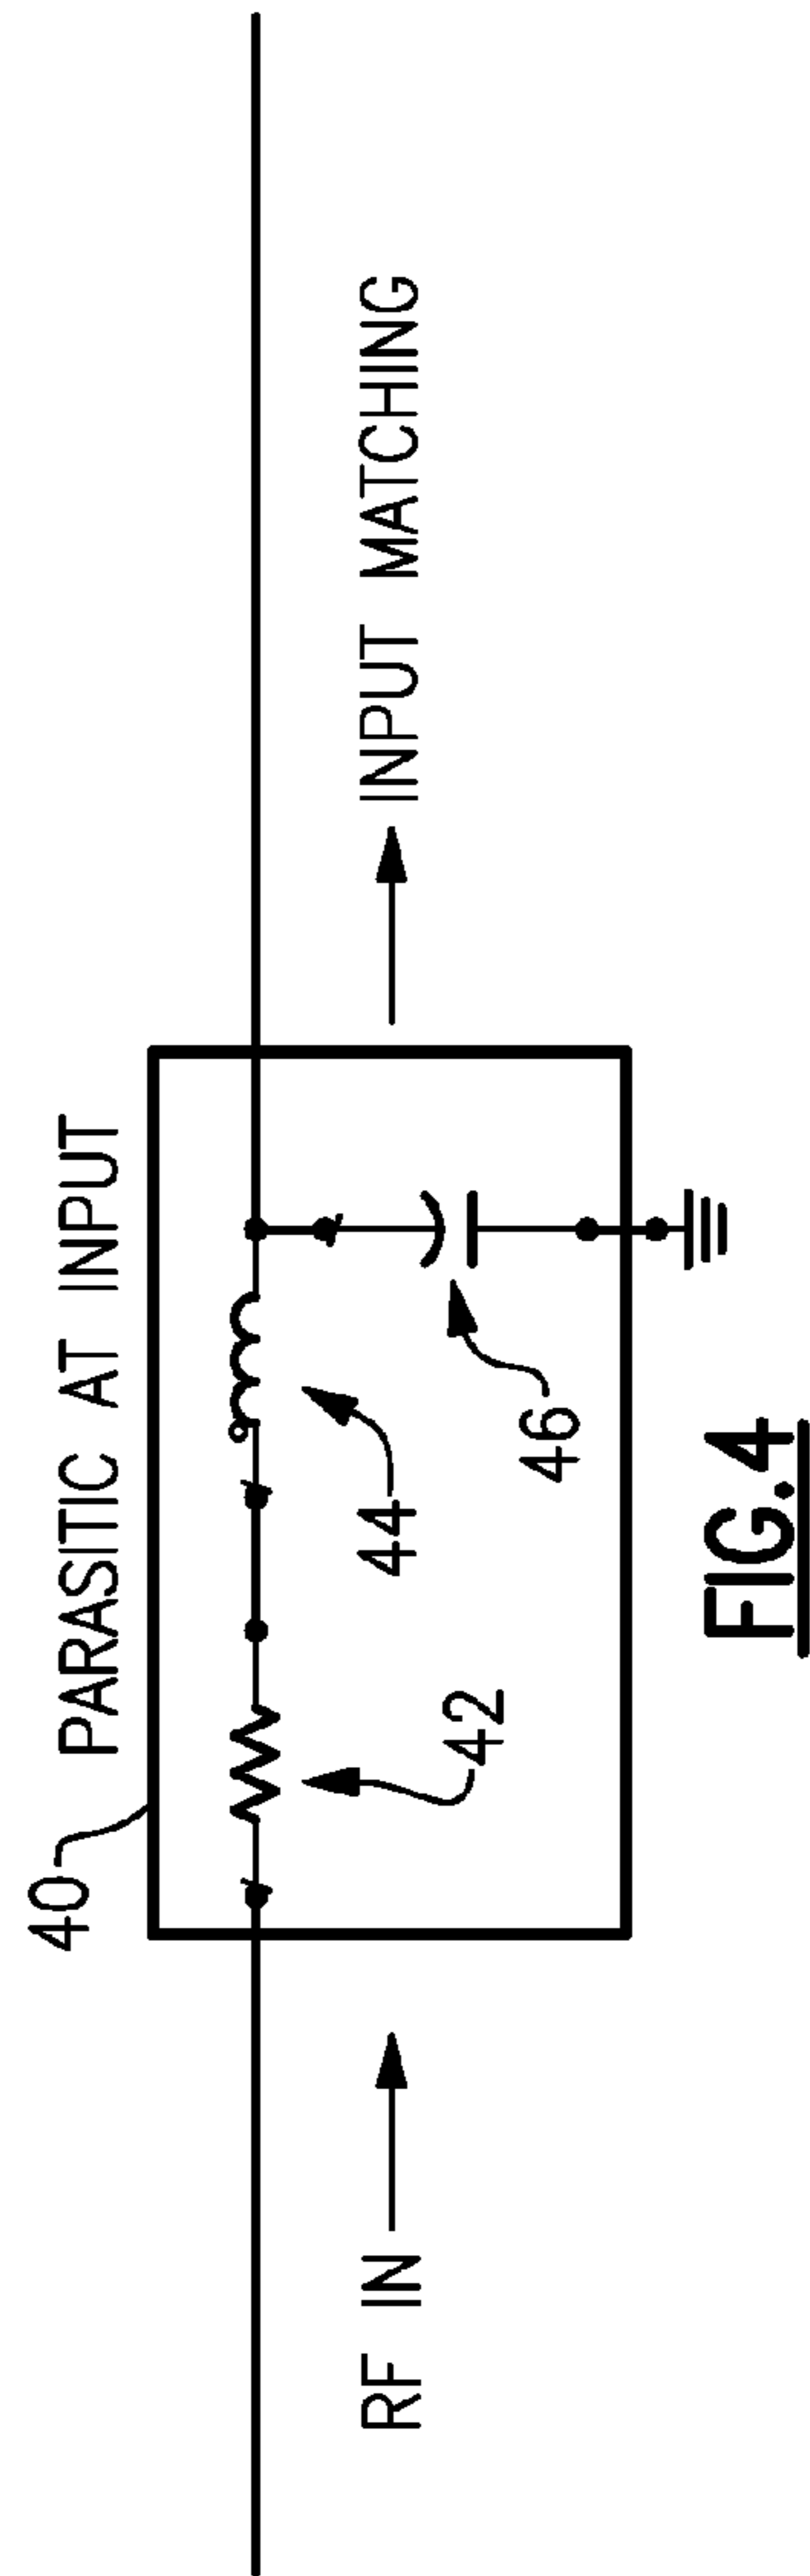 40
PARASITIC AT INPUT
42
44
46
RF IN
INPUT MATCHING
FIG.4